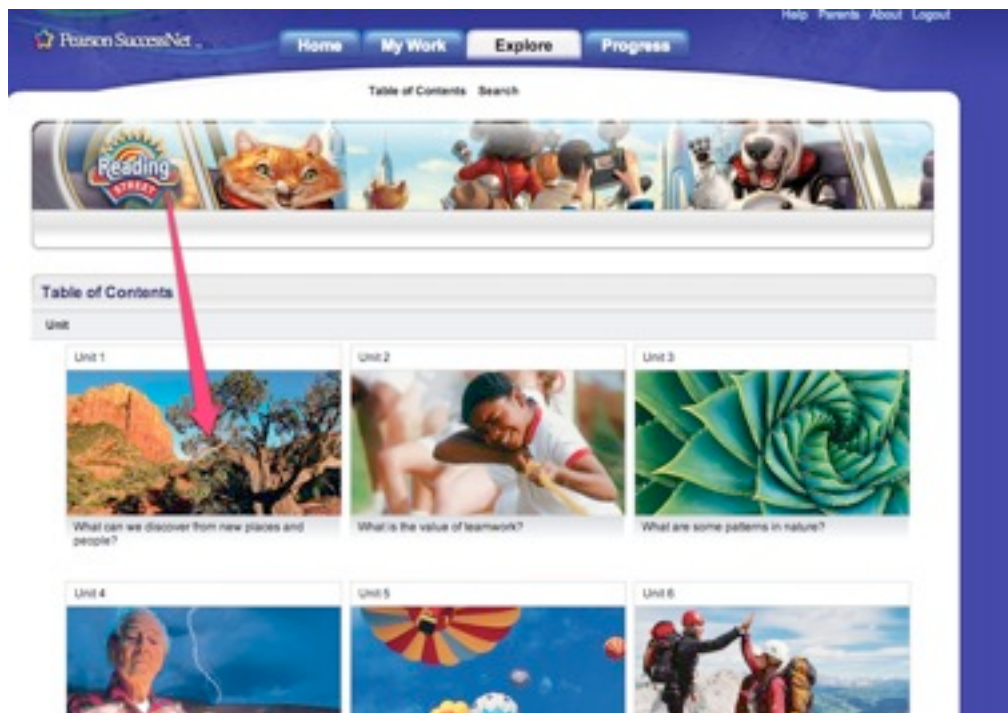 Help Parents About Logout
Pearson SuccessNet
Home My Work Explore Progress
Table of Contents Search
Reading
STREET
Table of Contents
Unit
Unit 1 Unit 2 Unit 3
What can we discover from new places and people? What is the value of teamwork? What are some patterns in nature?
Unit 4 Unit 5 Unit 6